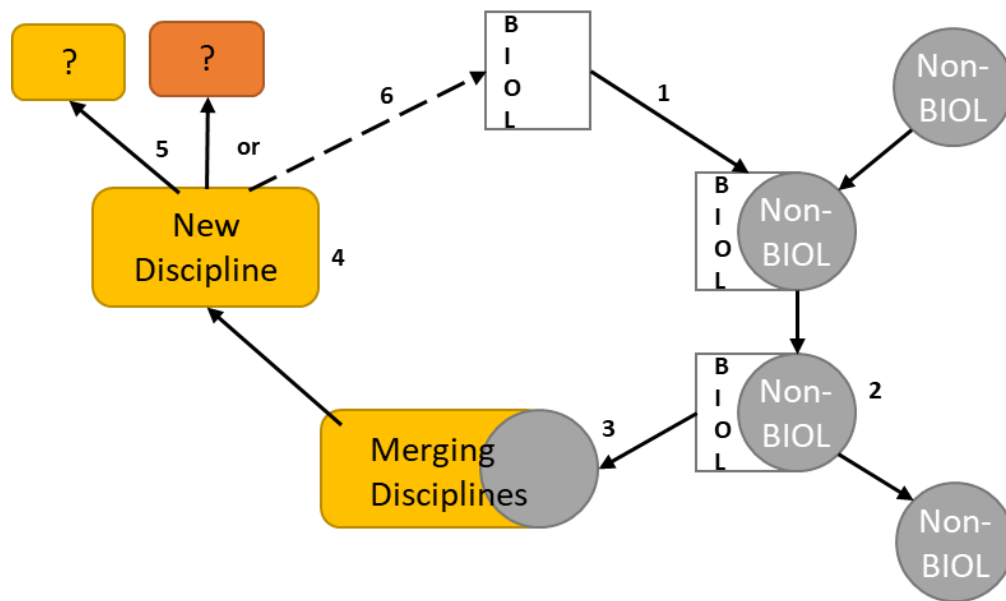 ?
?
5
or
6
B
I
O
L
1
Non-
BIOL
B
I
O
L
Non-
BIOL
New
Discipline
4
B
I
O
L
Non-
BIOL
2
3
Merging
Disciplines
Non-
BIOL